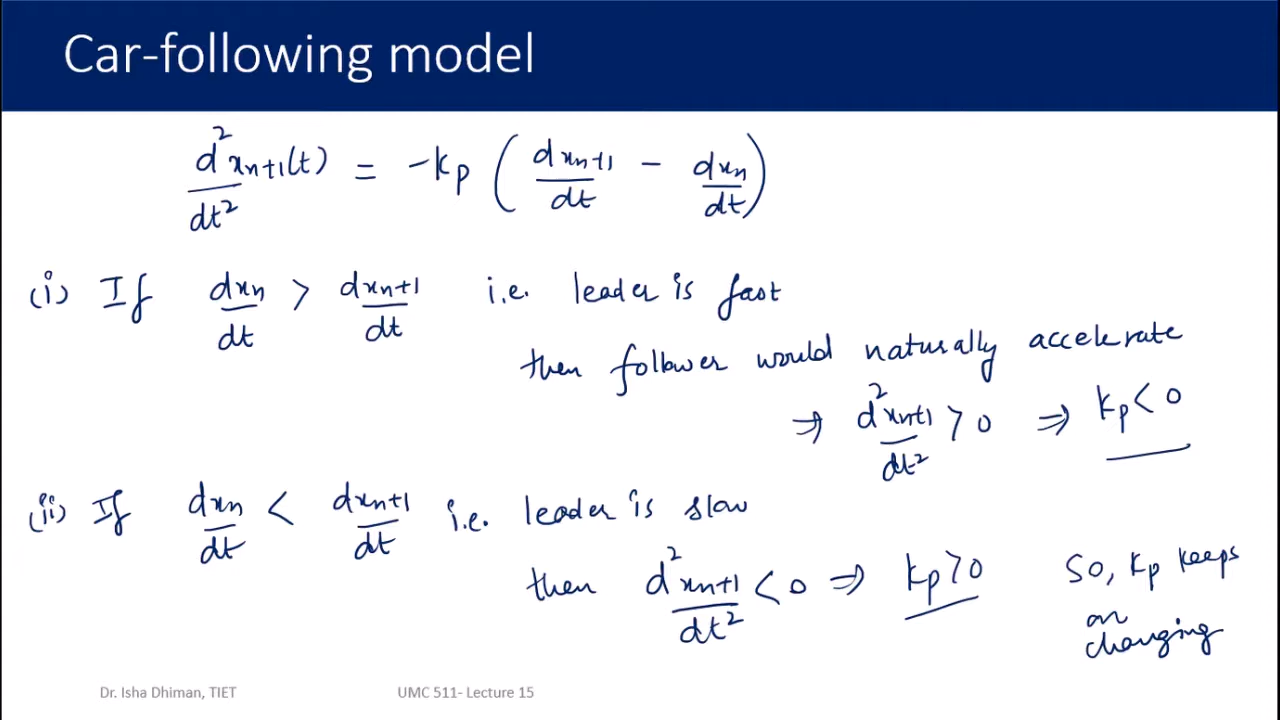 Car-following model
d²xn+1(t)/dt² = -kp (dxn+1/dt - dxn/dt)
(i) If dxn/dt > dxn+1/dt i.e. leader is fast
then follower would naturally accelerate
⇒ d²xn+1/dt² > 0 ⇒ kp < 0
(ii) If dxn/dt < dxn+1/dt i.e. leader is slow
then d²xn+1/dt² < 0 ⇒ kp > 0 So, kp keeps
on
changing
Dr. Isha Dhiman, TIET UMC 511- Lecture 15